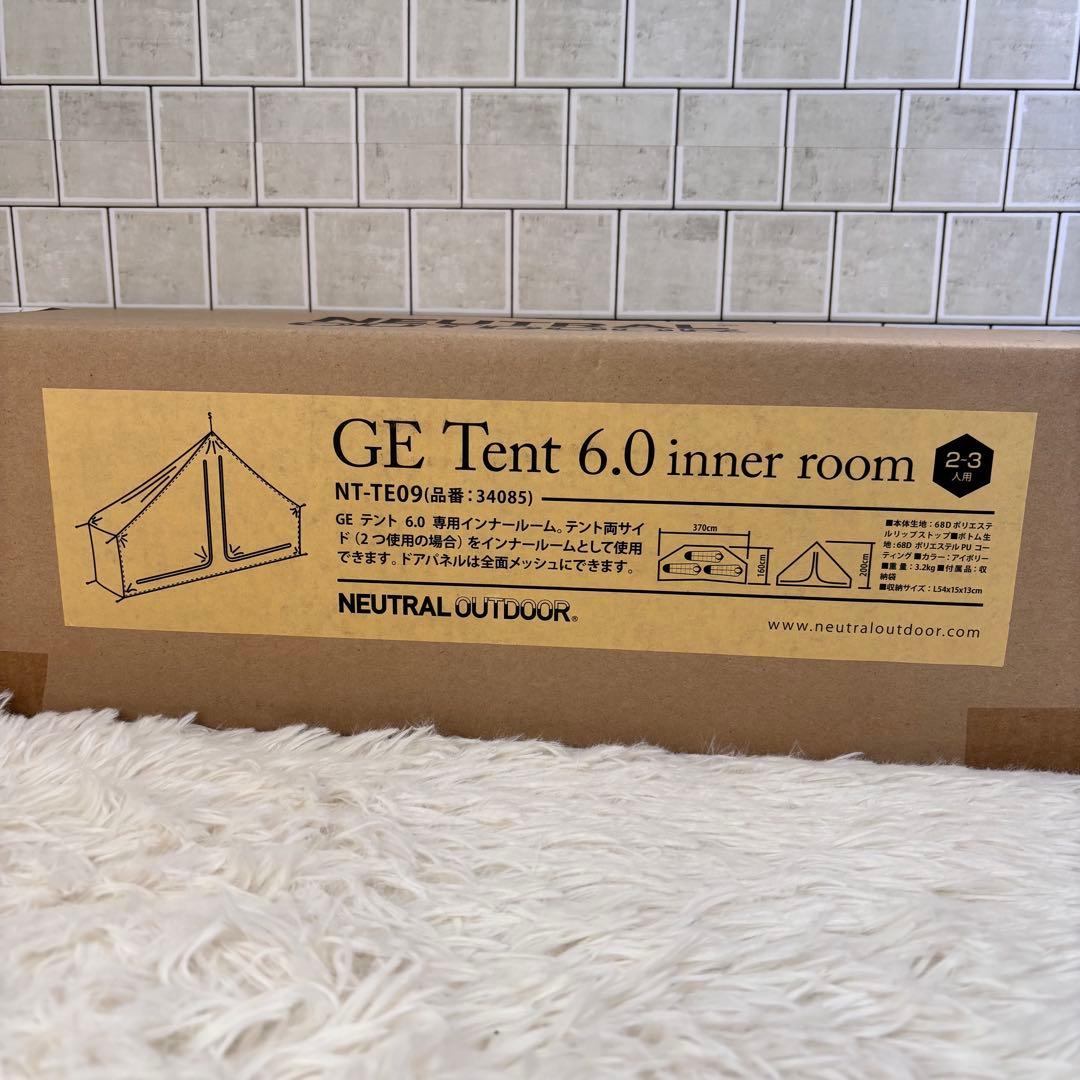 NEUTRAL
GE Tent 6.0 inner room
2-3
人用
NT-TE09(品番:34085)
GE テント 6.0 専用インナールーム。テント両サイ
ド(2つ使用の場合)をインナールームとして使用
できます。ドアパネルは全面メッシュにできます。
370cm
160cm
200cm
■本体生地:68D ポリエステ
ルリップストップ■ボトム生
地:68D ポリエステル PU コー
ティング ■カラー:アイボリー
■重量:3.2kg ■付属品:収
納袋
■収納サイズ:L54x15x13cm
NEUTRAL OUTDOOR®
www.neutraloutdoor.com